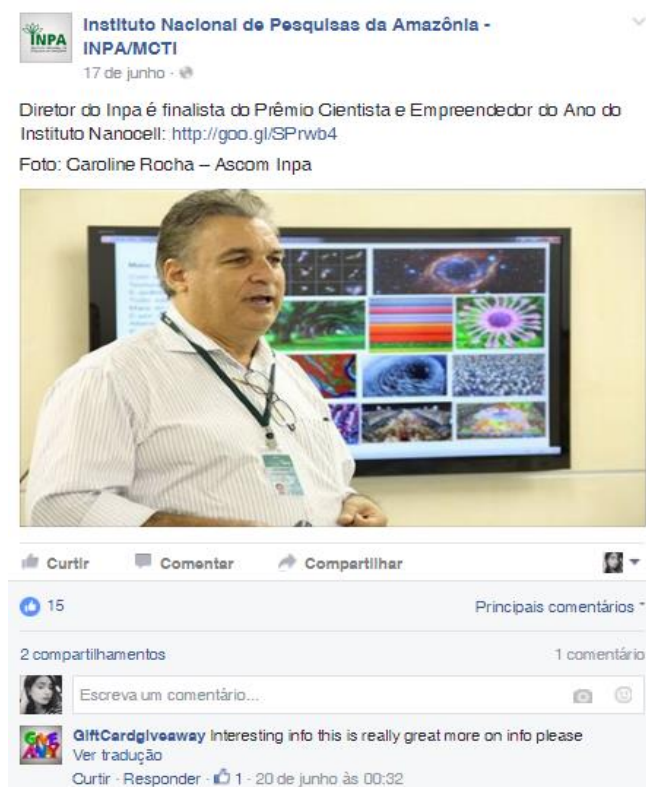 INPA
Instituto Nacional de Pesquisas da Amazônia -
INPA/MCTI
17 de junho ·
Diretor do Inpa é finalista do Prêmio Cientista e Empreendedor do Ano do
Instituto Nanocell: http://goo.gl/SPrwb4
Foto: Caroline Rocha – Ascom Inpa
Curtir Comentar Compartilhar
15 Principais comentários
2 compartilhamentos 1 comentário
Escreva um comentário...
GIVE
ANY
GiftCardgiveaway Interesting info this is really great more on info please
Ver tradução
Curtir · Responder · 1 · 20 de junho às 00:32